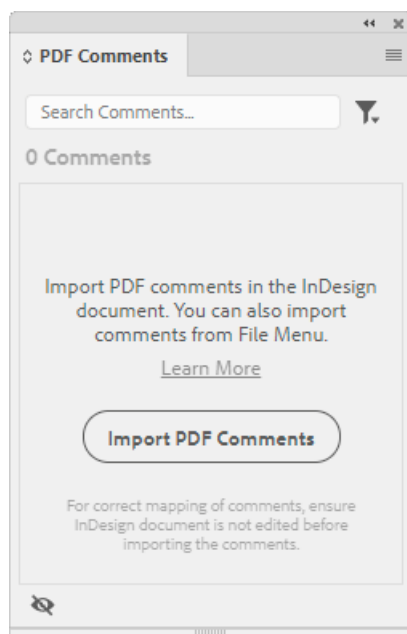 PDF Comments
Search Comments...
0 Comments
Import PDF comments in the InDesign
document. You can also import
comments from File Menu.
Learn More
Import PDF Comments
For correct mapping of comments, ensure
InDesign document is not edited before
importing the comments.